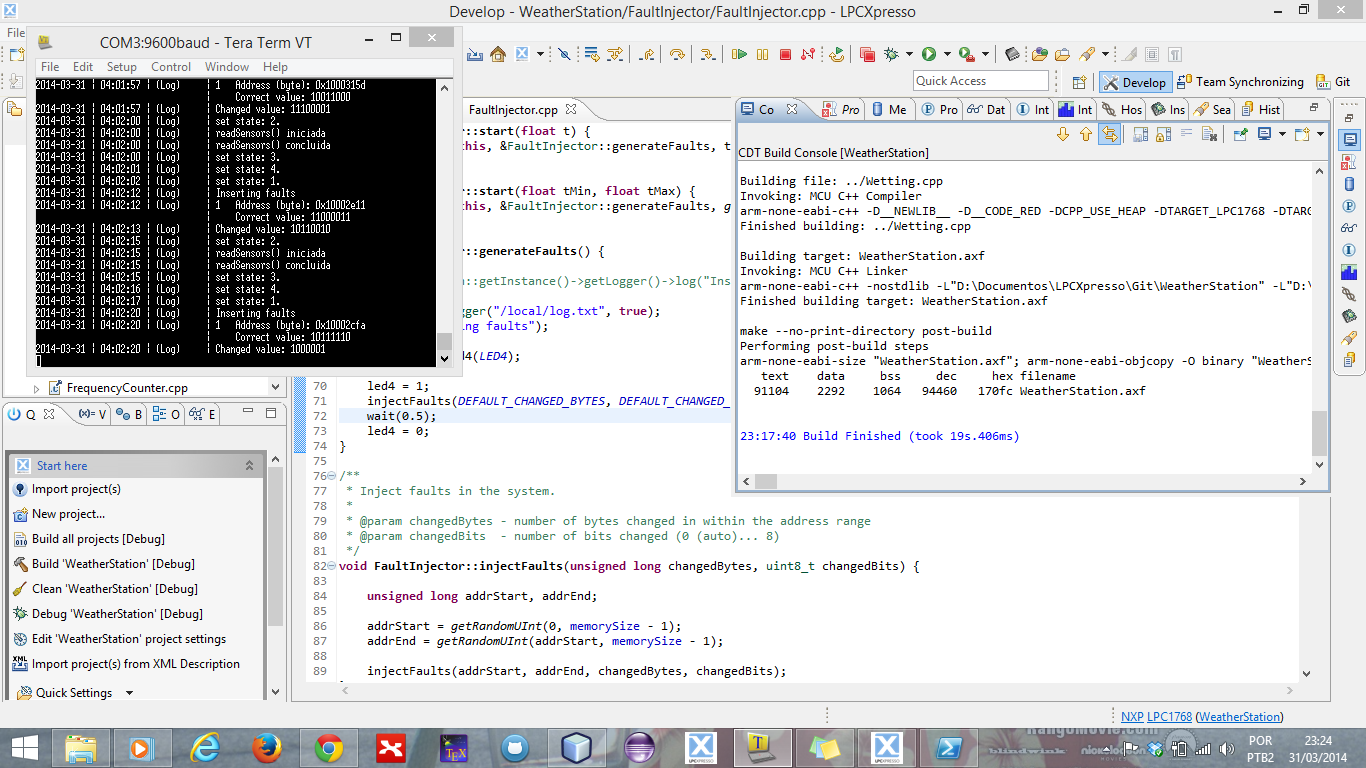 Develop - WeatherStation/FaultInjector/FaultInjector.cpp - LPCXpresso
File
COM3:9600baud - Tera Term VT
File Edit Setup Control Window Help
2014-03-31 | 04:01:57 | (Log) | 1 Address (byte): 0x1000315d
Correct value: 10011000
2014-03-31 | 04:01:57 | (Log) | Changed value: 11100001
2014-03-31 | 04:02:00 | (Log) | set state: 2.
2014-03-31 | 04:02:00 | (Log) | readSensors() iniciada
2014-03-31 | 04:02:00 | (Log) | readSensors() concluida
2014-03-31 | 04:02:00 | (Log) | set state: 3.
2014-03-31 | 04:02:01 | (Log) | set state: 4.
2014-03-31 | 04:02:02 | (Log) | set state: 1.
2014-03-31 | 04:02:12 | (Log) | Inserting faults
2014-03-31 | 04:02:12 | (Log) | 1 Address (byte): 0x10002e11
Correct value: 11000011
2014-03-31 | 04:02:13 | (Log) | Changed value: 10110010
2014-03-31 | 04:02:15 | (Log) | set state: 2.
2014-03-31 | 04:02:15 | (Log) | readSensors() iniciada
2014-03-31 | 04:02:15 | (Log) | readSensors() concluida
2014-03-31 | 04:02:15 | (Log) | set state: 3.
2014-03-31 | 04:02:16 | (Log) | set state: 4.
2014-03-31 | 04:02:17 | (Log) | set state: 1.
2014-03-31 | 04:02:20 | (Log) | Inserting faults
2014-03-31 | 04:02:20 | (Log) | 1 Address (byte): 0x10002cfa
Correct value: 10111110
2014-03-31 | 04:02:20 | (Log) | Changed value: 1000001
FrequencyCounter.cpp
Quick Access
Develop Team Synchronizing Git
FaultInjector.cpp
::start(float t) {
this, &FaultInjector::generateFaults, t
::start(float tMin, float tMax) {
this, &FaultInjector::generateFaults, g
::generateFaults() {
::getInstance()->getLogger()->log("Ins
gger("/local/log.txt", true);
ng faults");
d4(LED4);
70 led4 = 1;
71 injectFaults(DEFAULT_CHANGED_BYTES, DEFAULT_CHANGED_
72 wait(0.5);
73 led4 = 0;
74 }
75
76 /**
77 * Inject faults in the system.
78 *
79 * @param changedBytes - number of bytes changed in within the address range
80 * @param changedBits - number of bits changed (0 (auto)... 8)
81 */
82 void FaultInjector::injectFaults(unsigned long changedBytes, uint8_t changedBits) {
83
84 unsigned long addrStart, addrEnd;
85
86 addrStart = getRandomUInt(0, memorySize - 1);
87 addrEnd = getRandomUInt(addrStart, memorySize - 1);
88
89 injectFaults(addrStart, addrEnd, changedBytes, changedBits);
Co Pro Me Pro Dat Int Int Hos Ins Sea Hist
CDT Build Console [WeatherStation]
Building file: ../Wetting.cpp
Invoking: MCU C++ Compiler
arm-none-eabi-c++ -D__NEWLIB__ -D__CODE_RED -DCPP_USE_HEAP -DTARGET_LPC1768 -DTARG
Finished building: ../Wetting.cpp
Building target: WeatherStation.axf
Invoking: MCU C++ Linker
arm-none-eabi-c++ -nostdlib -L"D:\Documentos\LPCXpresso\Git\WeatherStation" -L"D:\
Finished building target: WeatherStation.axf
make --no-print-directory post-build
Performing post-build steps
arm-none-eabi-size "WeatherStation.axf"; arm-none-eabi-objcopy -O binary "WeatherS
text data bss dec hex filename
91104 2292 1064 94460 170fc WeatherStation.axf
23:17:40 Build Finished (took 19s.406ms)
Q (x)= V B O E
Start here
Import project(s)
New project...
Build all projects [Debug]
Build 'WeatherStation' [Debug]
Clean 'WeatherStation' [Debug]
Debug 'WeatherStation' [Debug]
Edit 'WeatherStation' project settings
Import project(s) from XML Description
Quick Settings
NXP LPC1768 (WeatherStation)
POR
PTB2
23:24
31/03/2014